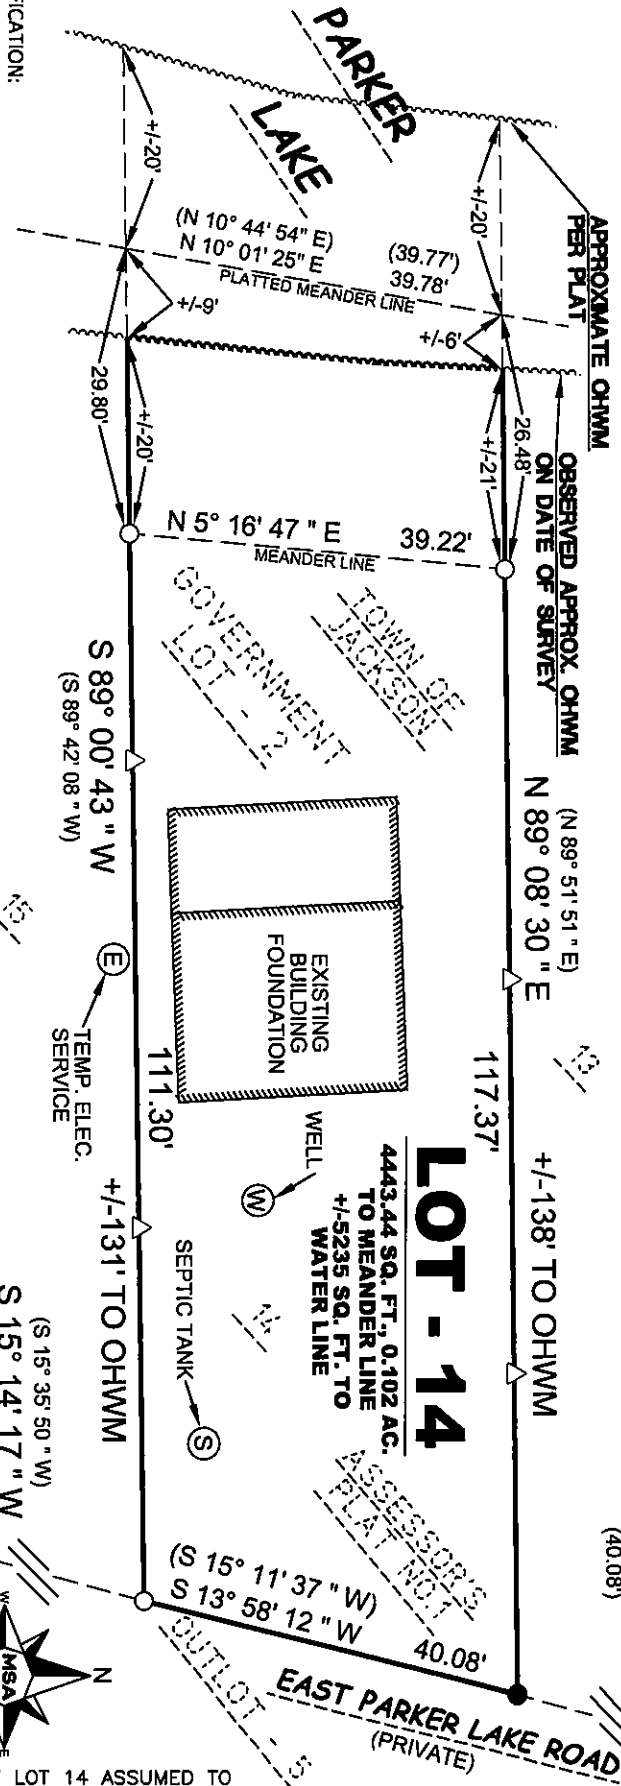 FICATION:
PARKER
LAKE
APPROXIMATE OHWM
PER PLAT
+/-20'
+/-20'
(N 10° 44' 54" E)
N 10° 01' 25" E
(39.77')
39.78'
PLATTED MEANDER LINE
+/-9'
+/-6'
29.80'
+/-20'
26.48'
+/-21'
OBSERVED APPROX. OHWM
ON DATE OF SURVEY
N 5° 16' 47 " E
39.22'
MEANDER LINE
GOVERNMENT
LOT - 2
TOWN OF
JACKSON
(N 89° 51' 51 " E)
N 89° 08' 30 " E
117.37'
+/-138' TO OHWM
S 89° 00' 43 " W
(S 89° 42' 08 " W)
111.30'
+/-131' TO OHWM
15
13
14
EXISTING
BUILDING
FOUNDATION
E
TEMP. ELEC.
SERVICE
WELL
W
LOT - 14
4443.44 SQ. FT., 0.102 AC.
TO MEANDER LINE
+/-5235 SQ. FT. TO
WATER LINE
SEPTIC TANK
S
ASSESSOR'S
PLAT NO.1
(S 15° 35' 50 " W)
S 15° 14' 17 " W
(S 15° 11' 37 " W)
S 13° 58' 12 " W
40.08'
(40.08')
OUTLOT - 5
EAST PARKER LAKE ROAD
(PRIVATE)
N
W
E
MSA
LOT 14 ASSUMED TO